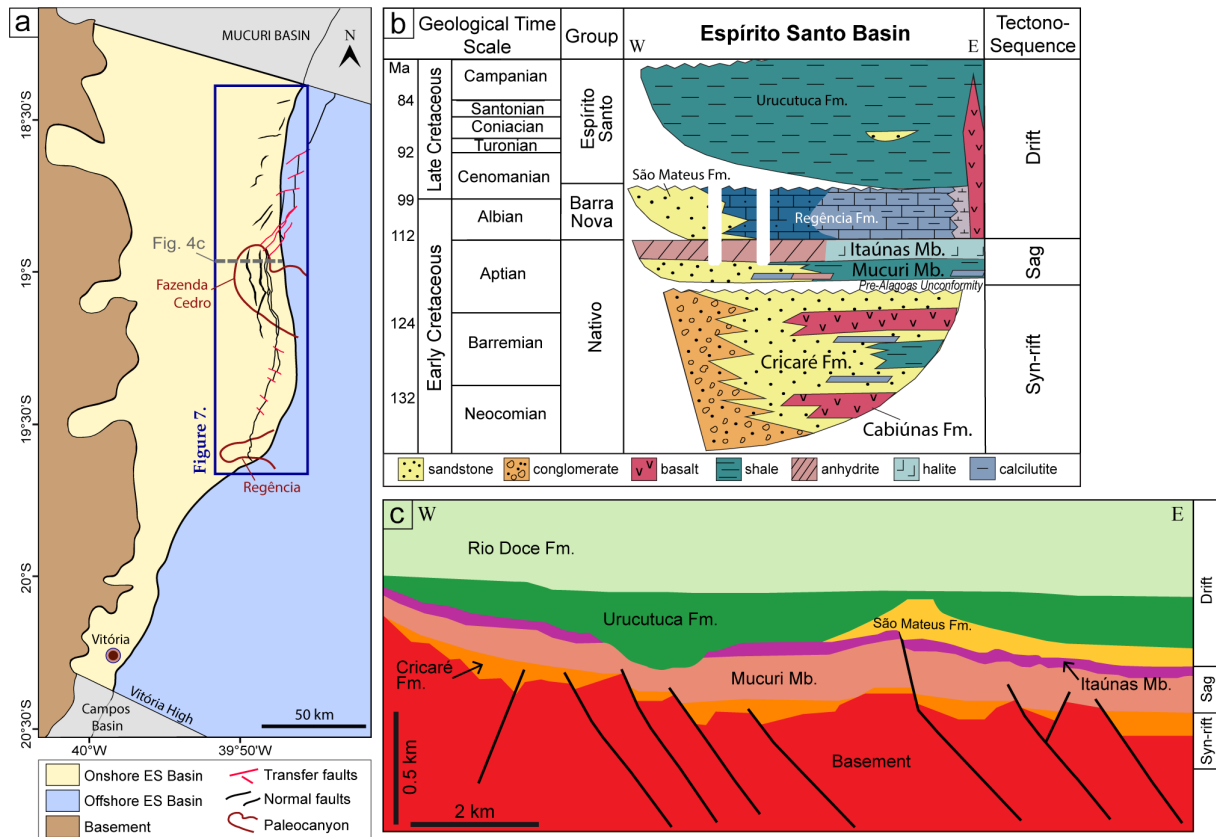 a
MUCURI BASIN
N
18°30'S
Fig. 4c
19°S
Fazenda
Cedro
19°30'S
Figure 7.
Regência
20°S
Vitória
Vitória High
Campos
Basin
50 km
20°30'S
40°W
39°50'W
Onshore ES Basin
Offshore ES Basin
Basement
Transfer faults
Normal faults
Paleocanyon
b
Geological Time
Scale
Group
Espírito Santo Basin
W
E
Tectono-
Sequence
Ma
84
92
99
112
124
132
Late Cretaceous
Early Cretaceous
Campanian
Santonian
Coniacian
Turonian
Cenomanian
Albian
Aptian
Barremian
Neocomian
Espírito
Santo
Barra
Nova
Nativo
Urucutuca Fm.
São Mateus Fm.
Regência Fm.
Itaúnas Mb.
Mucuri Mb.
Pre-Alagoas Unconformity
Cricaré Fm.
Cabiúnas Fm.
Drift
Sag
Syn-rift
sandstone
conglomerate
basalt
shale
anhydrite
halite
calcilutite
c
W
E
Rio Doce Fm.
Urucutuca Fm.
São Mateus Fm.
Cricaré
Fm.
Mucuri Mb.
Itaúnas Mb.
Basement
0.5 km
2 km
Drift
Sag
Syn-rift